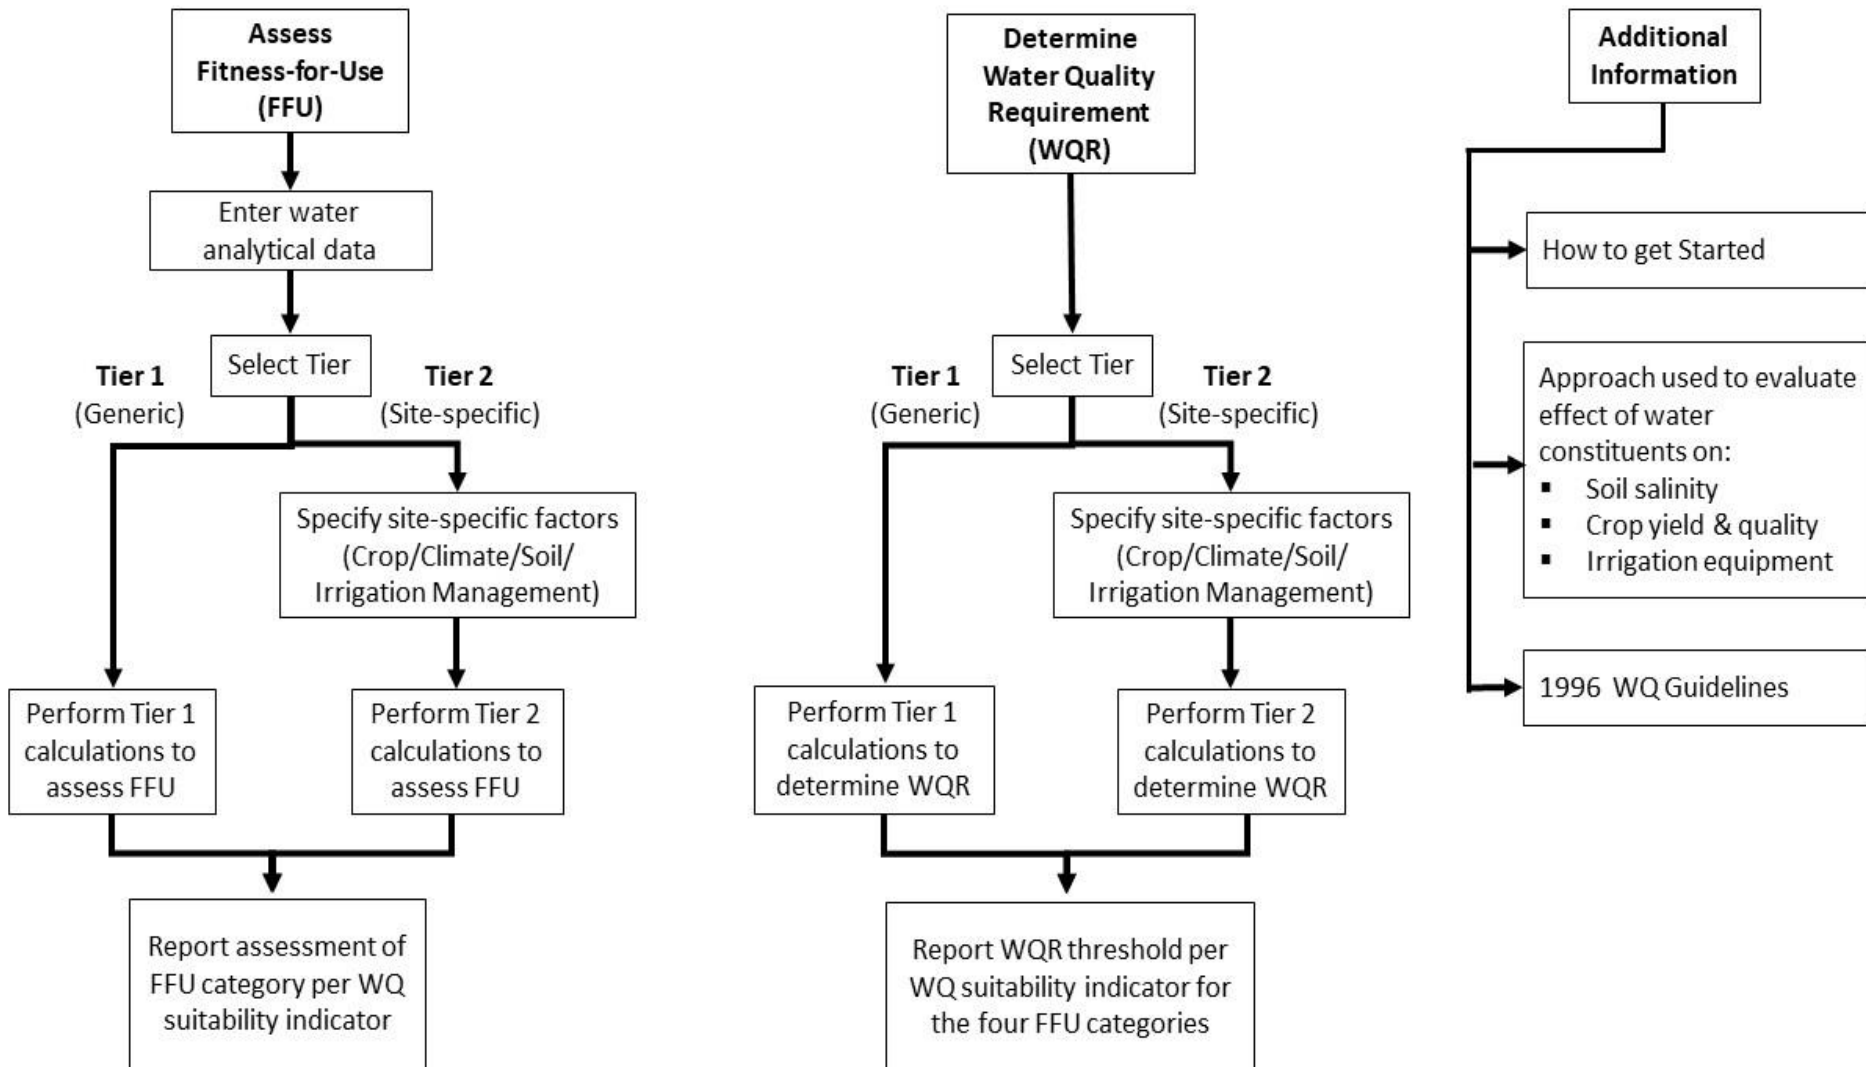 Assess
Fitness-for-Use
(FFU)
Enter water
analytical data
Select Tier
Tier 1
(Generic)
Tier 2
(Site-specific)
Specify site-specific factors
(Crop/Climate/Soil/
Irrigation Management)
Perform Tier 1
calculations to
assess FFU
Perform Tier 2
calculations to
assess FFU
Report assessment of
FFU category per WQ
suitability indicator
Determine
Water Quality
Requirement
(WQR)
Select Tier
Tier 1
(Generic)
Tier 2
(Site-specific)
Specify site-specific factors
(Crop/Climate/Soil/
Irrigation Management)
Perform Tier 1
calculations to
determine WQR
Perform Tier 2
calculations to
determine WQR
Report WQR threshold per
WQ suitability indicator for
the four FFU categories
Additional
Information
How to get Started
Approach used to evaluate
effect of water
constituents on:
▪ Soil salinity
▪ Crop yield & quality
▪ Irrigation equipment
1996 WQ Guidelines